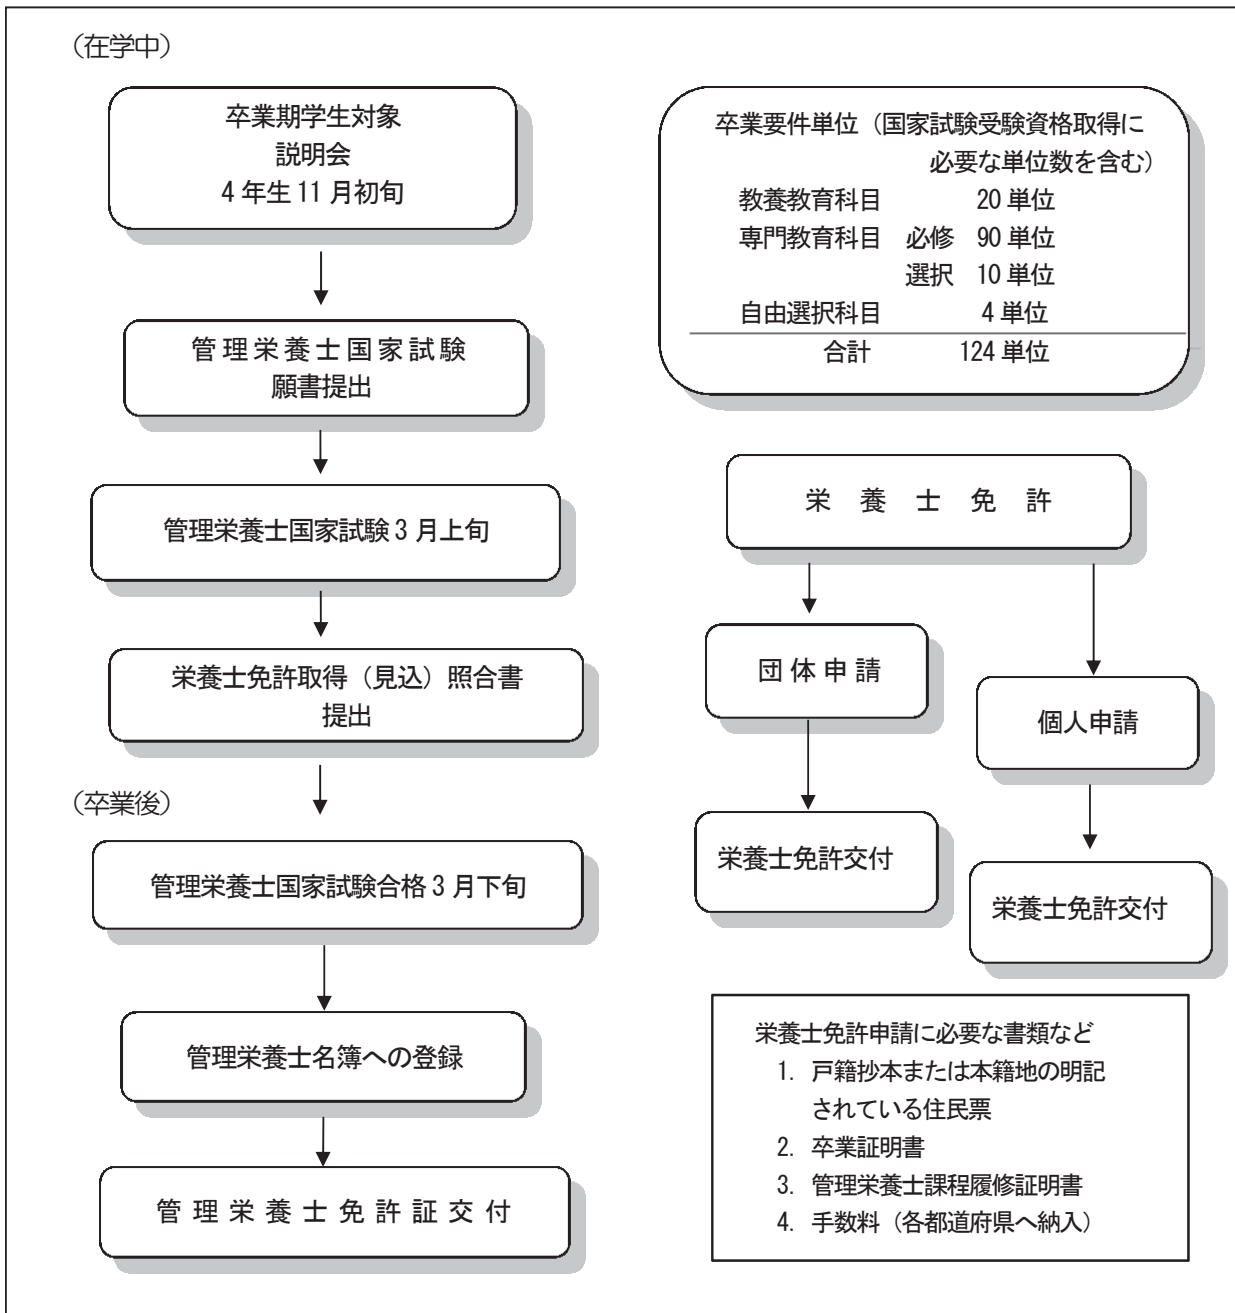 （在学中）
卒業期学生対象
説明会
4 年生 11 月初旬
管理栄養士国家試験
願書提出
管理栄養士国家試験 3 月上旬
栄養士免許取得（見込）照合書
提出
（卒業後）
管理栄養士国家試験合格 3 月下旬
管理栄養士名簿への登録
管理栄養士免許証交付
卒業要件単位（国家試験受験資格取得に
必要な単位数を含む）
教養教育科目 20 単位
専門教育科目 必修 90 単位
選択 10 単位
自由選択科目 4 単位
合計 124 単位
栄養士免許
団体申請
個人申請
栄養士免許交付
栄養士免許交付
栄養士免許申請に必要な書類など
1. 戸籍抄本または本籍地の明記
されている住民票
2. 卒業証明書
3. 管理栄養士課程履修証明書
4. 手数料（各都道府県へ納入）